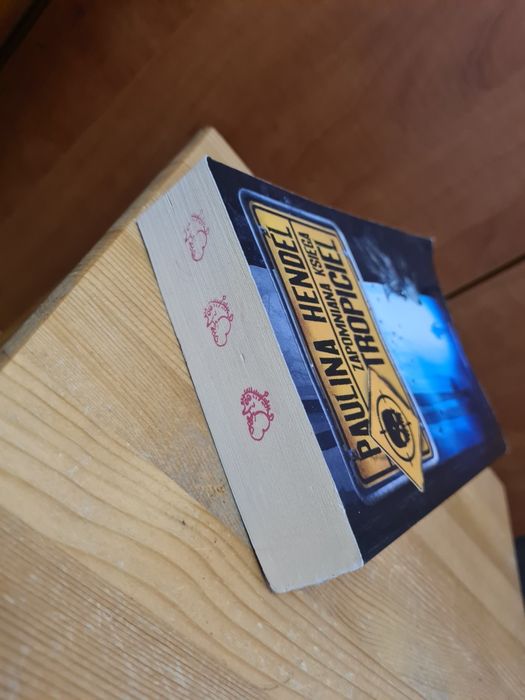 PAULINA HENDEL
ZAPOMNIANA KSIĘGA
TROPICIEL